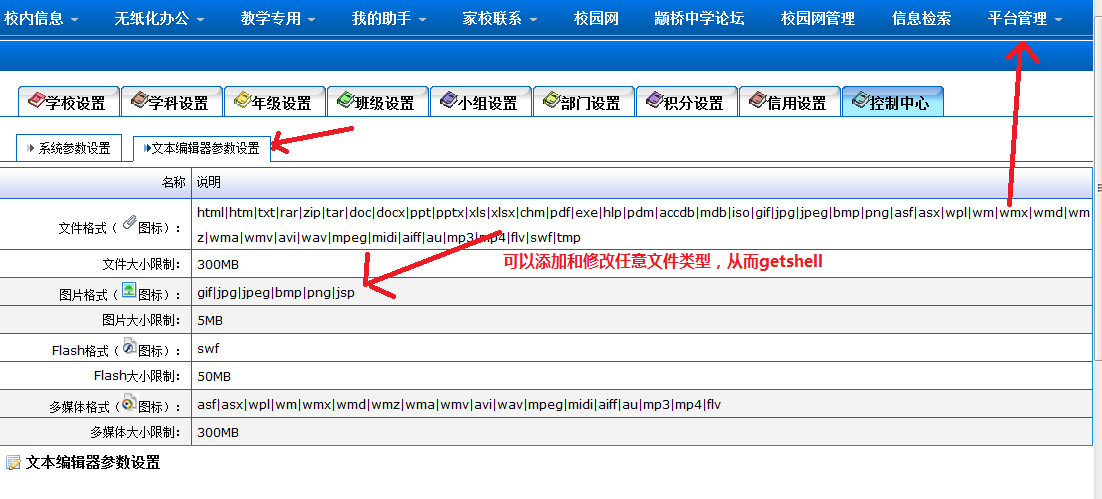 校内信息 无纸化办公 教学专用 我的助手 家校联系 校园网 颛桥中学论坛 校园网管理 信息检索 平台管理
学校设置 学科设置 年级设置 班级设置 小组设置 部门设置 积分设置 信用设置 控制中心
系统参数设置 文本编辑器参数设置
名称 说明
文件格式（ 图标）: html|htm|txt|rar|zip|tar|doc|docx|ppt|pptx|xls|xlsx|chm|pdf|exe|hlp|pdm|accdb|mdb|iso|gif|jpg|jpeg|bmp|png|asf|asx|wpl|wm|wmx|wmd|wm
z|wma|wmv|avi|wav|mpeg|midi|aiff|au|mp3|mp4|flv|swf|tmp
文件大小限制: 300MB
可以添加和修改任意文件类型，从而getshell
图片格式（ 图标）: gif|jpg|jpeg|bmp|png|jsp
图片大小限制: 5MB
Flash格式（ 图标）: swf
Flash大小限制: 50MB
多媒体格式（ 图标）: asf|asx|wpl|wm|wmx|wmd|wmz|wma|wmv|avi|wav|mpeg|midi|aiff|au|mp3|mp4|flv
多媒体大小限制: 300MB
文本编辑器参数设置